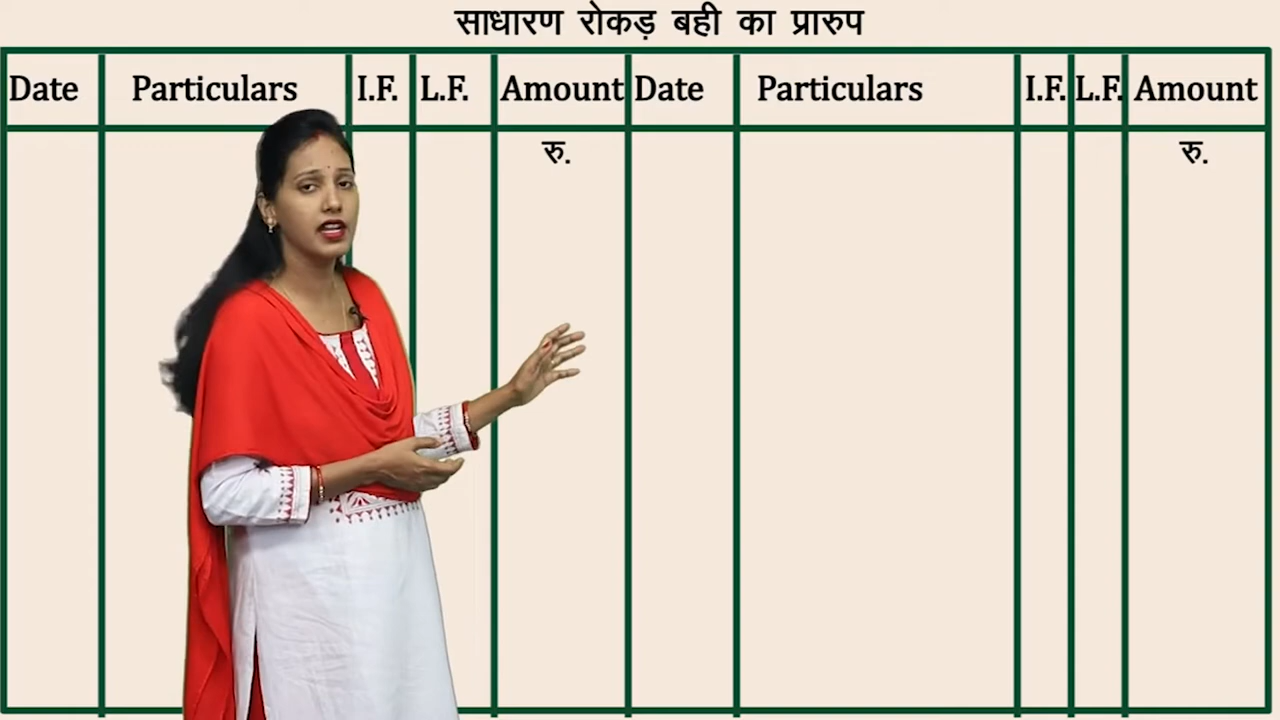 साधारण रोकड़ बही का प्रारुप
Date Particulars I.F. L.F. Amount Date Particulars I.F. L.F. Amount
रु. रु.